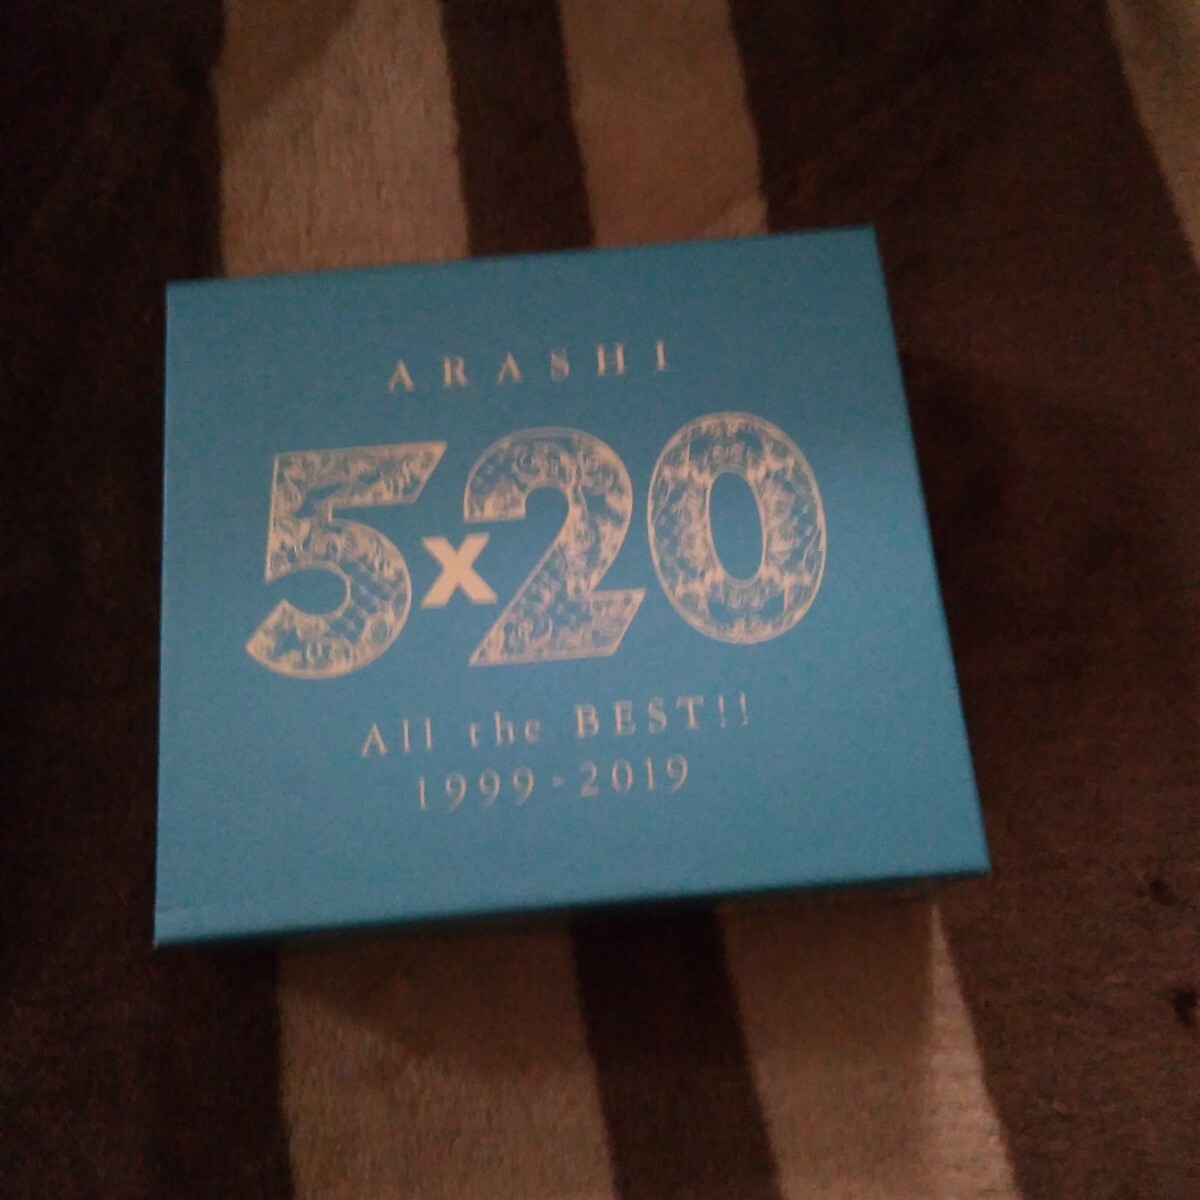 ARASHI
5x20
All the BEST!!
1999-2019